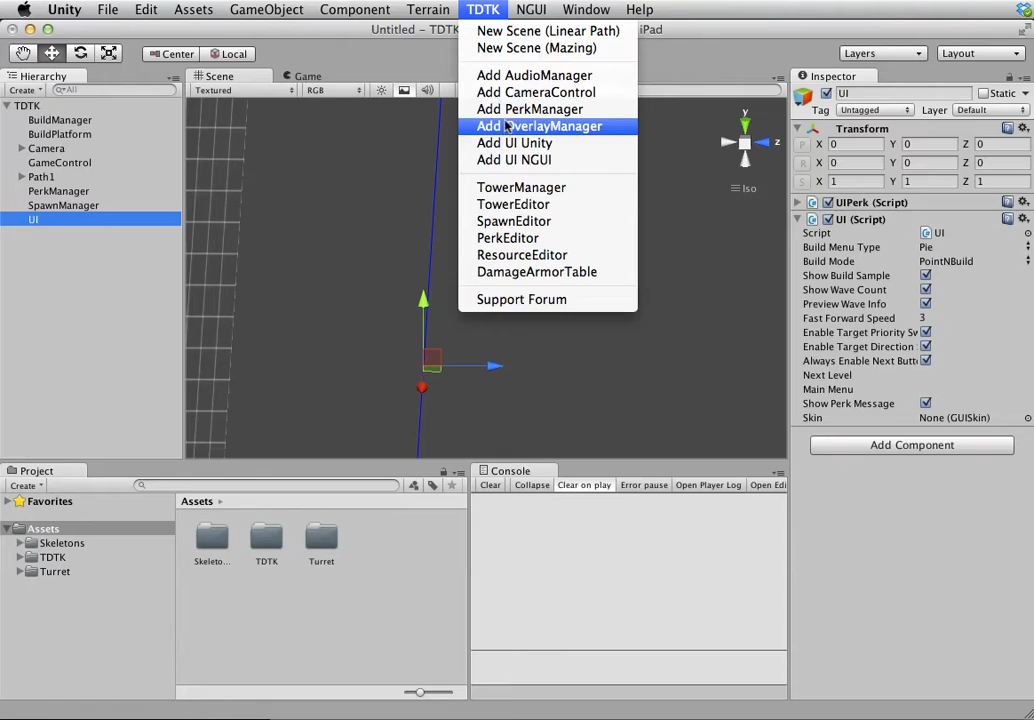 Unity File Edit Assets GameObject Component Terrain TDTK NGUI Window Help
Untitled - TDTK
iPad
New Scene (Linear Path)
New Scene (Mazing)
Add AudioManager
Add CameraControl
Add PerkManager
Add OverlayManager
Add UI Unity
Add UI NGUI
TowerManager
TowerEditor
SpawnEditor
PerkEditor
ResourceEditor
DamageArmorTable
Support Forum
Center Local
Layers Layout
Hierarchy
Create All
TDTK
BuildManager
BuildPlatform
Camera
GameControl
Path1
PerkManager
SpawnManager
UI
Scene Game
Textured RGB
y
z
Iso
Inspector
UI Static
Tag Untagged
Transform
P X 0 Y 0 Z 0
R X 0 Y 0 Z 0
S X 1 Y 1 Z 1
UIPerk (Script)
UI (Script)
Script UI
Build Menu Type Pie
Build Mode PointNBuild
Show Build Sample
Show Wave Count
Preview Wave Info
Fast Forward Speed 3
Enable Target Priority Sw
Enable Target Direction
Always Enable Next Butt
Next Level
Main Menu
Show Perk Message
Skin None (GUISkin)
Add Component
Project
Create
Favorites
Assets
Skeletons
TDTK
Turret
Assets
Skeleto... TDTK Turret
Console
Clear Collapse Clear on play Error pause Open Player Log Open Edi